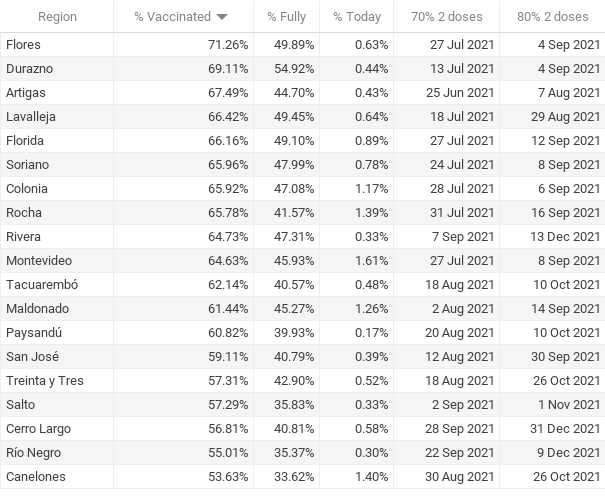 Region % Vaccinated % Fully % Today 70% 2 doses 80% 2 doses
Flores 71.26% 49.89% 0.63% 27 Jul 2021 4 Sep 2021
Durazno 69.11% 54.92% 0.44% 13 Jul 2021 4 Sep 2021
Artigas 67.49% 44.70% 0.43% 25 Jun 2021 7 Aug 2021
Lavalleja 66.42% 49.45% 0.64% 18 Jul 2021 29 Aug 2021
Florida 66.16% 49.10% 0.89% 27 Jul 2021 12 Sep 2021
Soriano 65.96% 47.99% 0.78% 24 Jul 2021 8 Sep 2021
Colonia 65.92% 47.08% 1.17% 28 Jul 2021 6 Sep 2021
Rocha 65.78% 41.57% 1.39% 31 Jul 2021 16 Sep 2021
Rivera 64.73% 47.31% 0.33% 7 Sep 2021 13 Dec 2021
Montevideo 64.63% 45.93% 1.61% 27 Jul 2021 8 Sep 2021
Tacuarembó 62.14% 40.57% 0.48% 18 Aug 2021 10 Oct 2021
Maldonado 61.44% 45.27% 1.26% 2 Aug 2021 14 Sep 2021
Paysandú 60.82% 39.93% 0.17% 20 Aug 2021 10 Oct 2021
San José 59.11% 40.79% 0.39% 12 Aug 2021 30 Sep 2021
Treinta y Tres 57.31% 42.90% 0.52% 18 Aug 2021 26 Oct 2021
Salto 57.29% 35.83% 0.33% 2 Sep 2021 1 Nov 2021
Cerro Largo 56.81% 40.81% 0.58% 28 Sep 2021 31 Dec 2021
Río Negro 55.01% 35.37% 0.30% 22 Sep 2021 9 Dec 2021
Canelones 53.63% 33.62% 1.40% 30 Aug 2021 26 Oct 2021